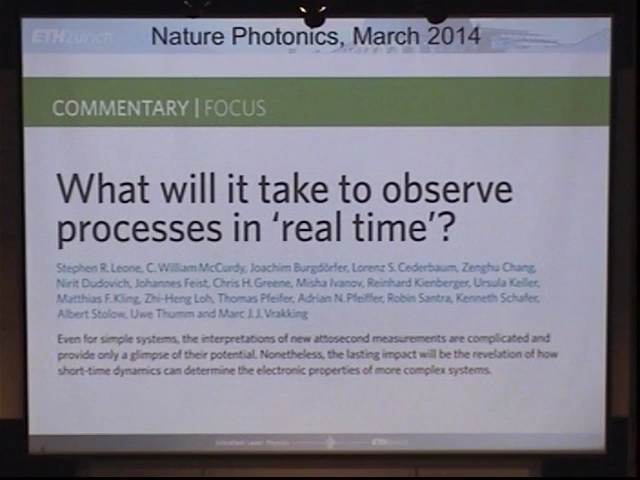 ETH zürich
Nature Photonics, March 2014
COMMENTARY | FOCUS
What will it take to observe
processes in ‘real time’?
Stephen R. Leone, C. William McCurdy, Joachim Burgdörfer, Lorenz S. Cederbaum, Zenghu Chang,
Nirit Dudovich, Johannes Feist, Chris H. Greene, Misha Ivanov, Reinhard Kienberger, Ursula Keller,
Matthias F. Kling, Zhi-Heng Loh, Thomas Pfeifer, Adrian N. Pfeiffer, Robin Santra, Kenneth Schafer,
Albert Stolow, Uwe Thumm and Marc J. J. Vrakking
Even for simple systems, the interpretations of new attosecond measurements are complicated and
provide only a glimpse of their potential. Nonetheless, the lasting impact will be the revelation of how
short-time dynamics can determine the electronic properties of more complex systems.
Ultrafast Laser Physics ETH zürich